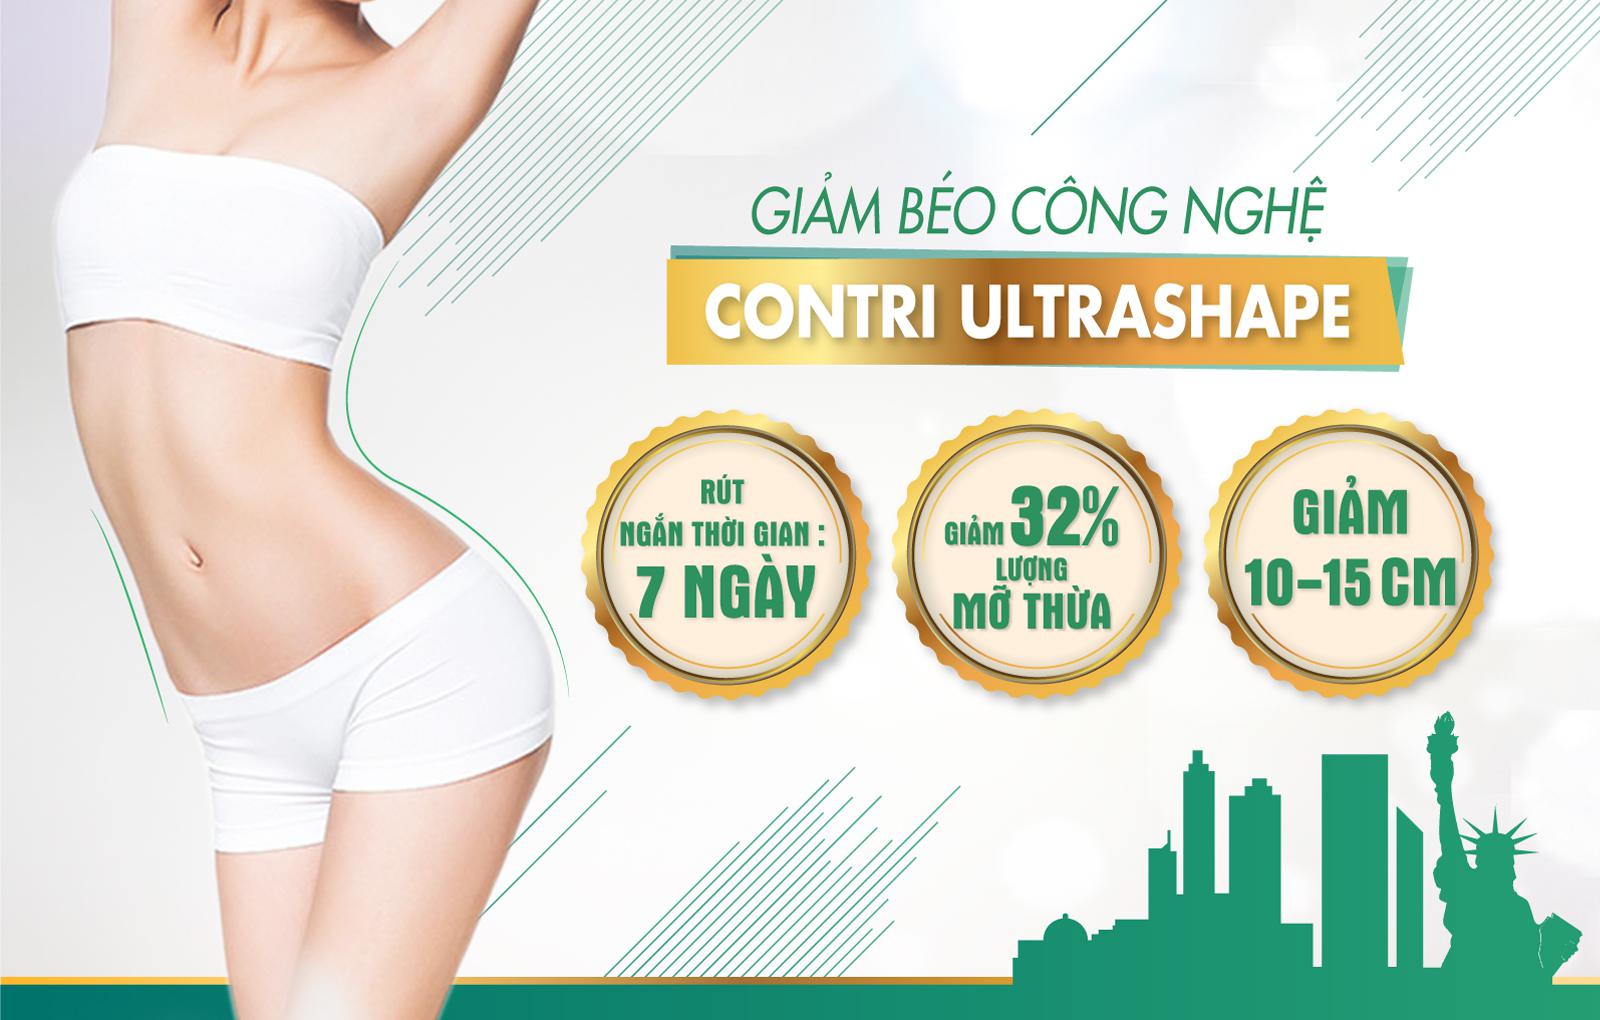 GIẢM BÉO CÔNG NGHỆ
CONTRI ULTRASHAPE
RÚT
NGẮN THỜI GIAN :
7 NGÀY
GIẢM 32%
LƯỢNG
MỠ THỪA
GIẢM
10-15 CM